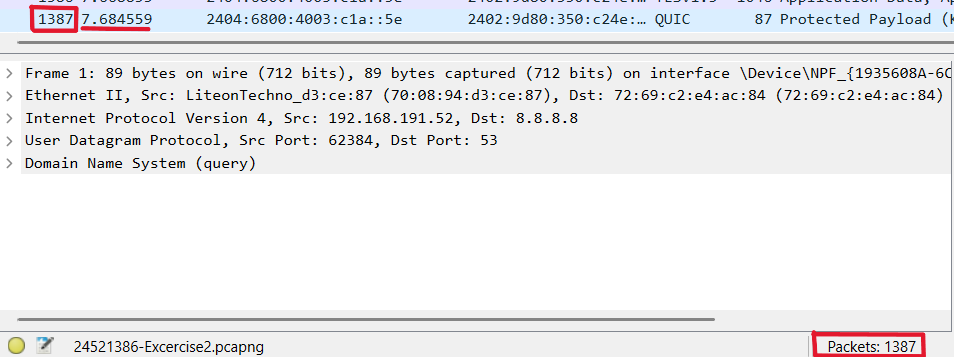 1387 7.684559 2404:6800:4003:c1a::5e 2402:9d80:350:c24e:… QUIC 87 Protected Payload (K
Frame 1: 89 bytes on wire (712 bits), 89 bytes captured (712 bits) on interface \Device\NPF_{1935608A-6C
Ethernet II, Src: LiteonTechno_d3:ce:87 (70:08:94:d3:ce:87), Dst: 72:69:c2:e4:ac:84 (72:69:c2:e4:ac:84)
Internet Protocol Version 4, Src: 192.168.191.52, Dst: 8.8.8.8
User Datagram Protocol, Src Port: 62384, Dst Port: 53
Domain Name System (query)
24521386-Excercise2.pcapng Packets: 1387